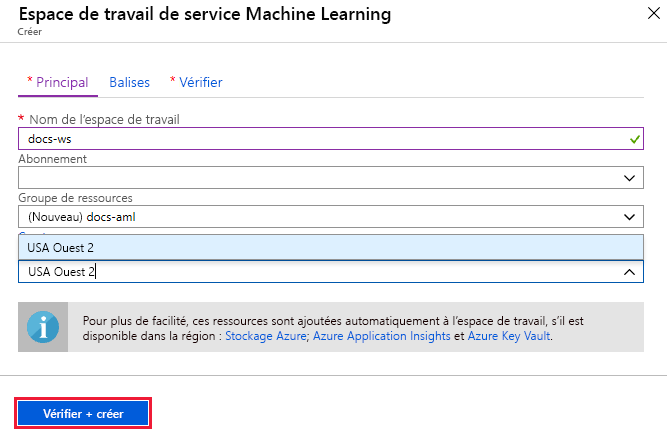 Espace de travail de service Machine Learning
Créer
* Principal Balises * Vérifier
* Nom de l'espace de travail
docs-ws
Abonnement
Groupe de ressources
(Nouveau) docs-aml
USA Ouest 2
USA Ouest 2
Pour plus de facilité, ces ressources sont ajoutées automatiquement à l'espace de travail, s'il est
disponible dans la région : Stockage Azure; Azure Application Insights et Azure Key Vault.
Vérifier + créer